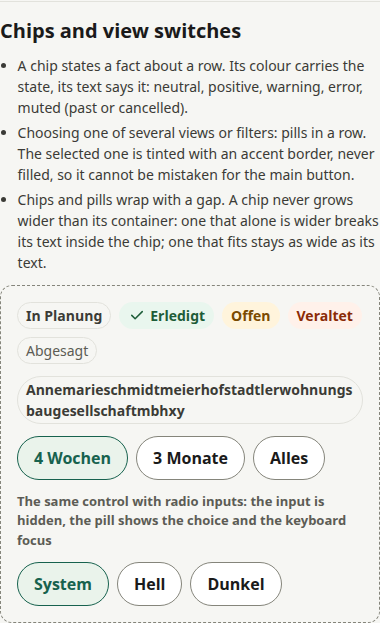 Chips and view switches
A chip states a fact about a row. Its colour carries the
state, its text says it: neutral, positive, warning, error,
muted (past or cancelled).
Choosing one of several views or filters: pills in a row.
The selected one is tinted with an accent border, never
filled, so it cannot be mistaken for the main button.
Chips and pills wrap with a gap. A chip never grows
wider than its container: one that alone is wider breaks
its text inside the chip; one that fits stays as wide as its
text.
In Planung Erledigt Offen Veraltet
Abgesagt
Annemarieschmidtmeierhofstadtlerwohnungs
baugesellschaftmbhxy
4 Wochen 3 Monate Alles
The same control with radio inputs: the input is
hidden, the pill shows the choice and the keyboard
focus
System Hell Dunkel